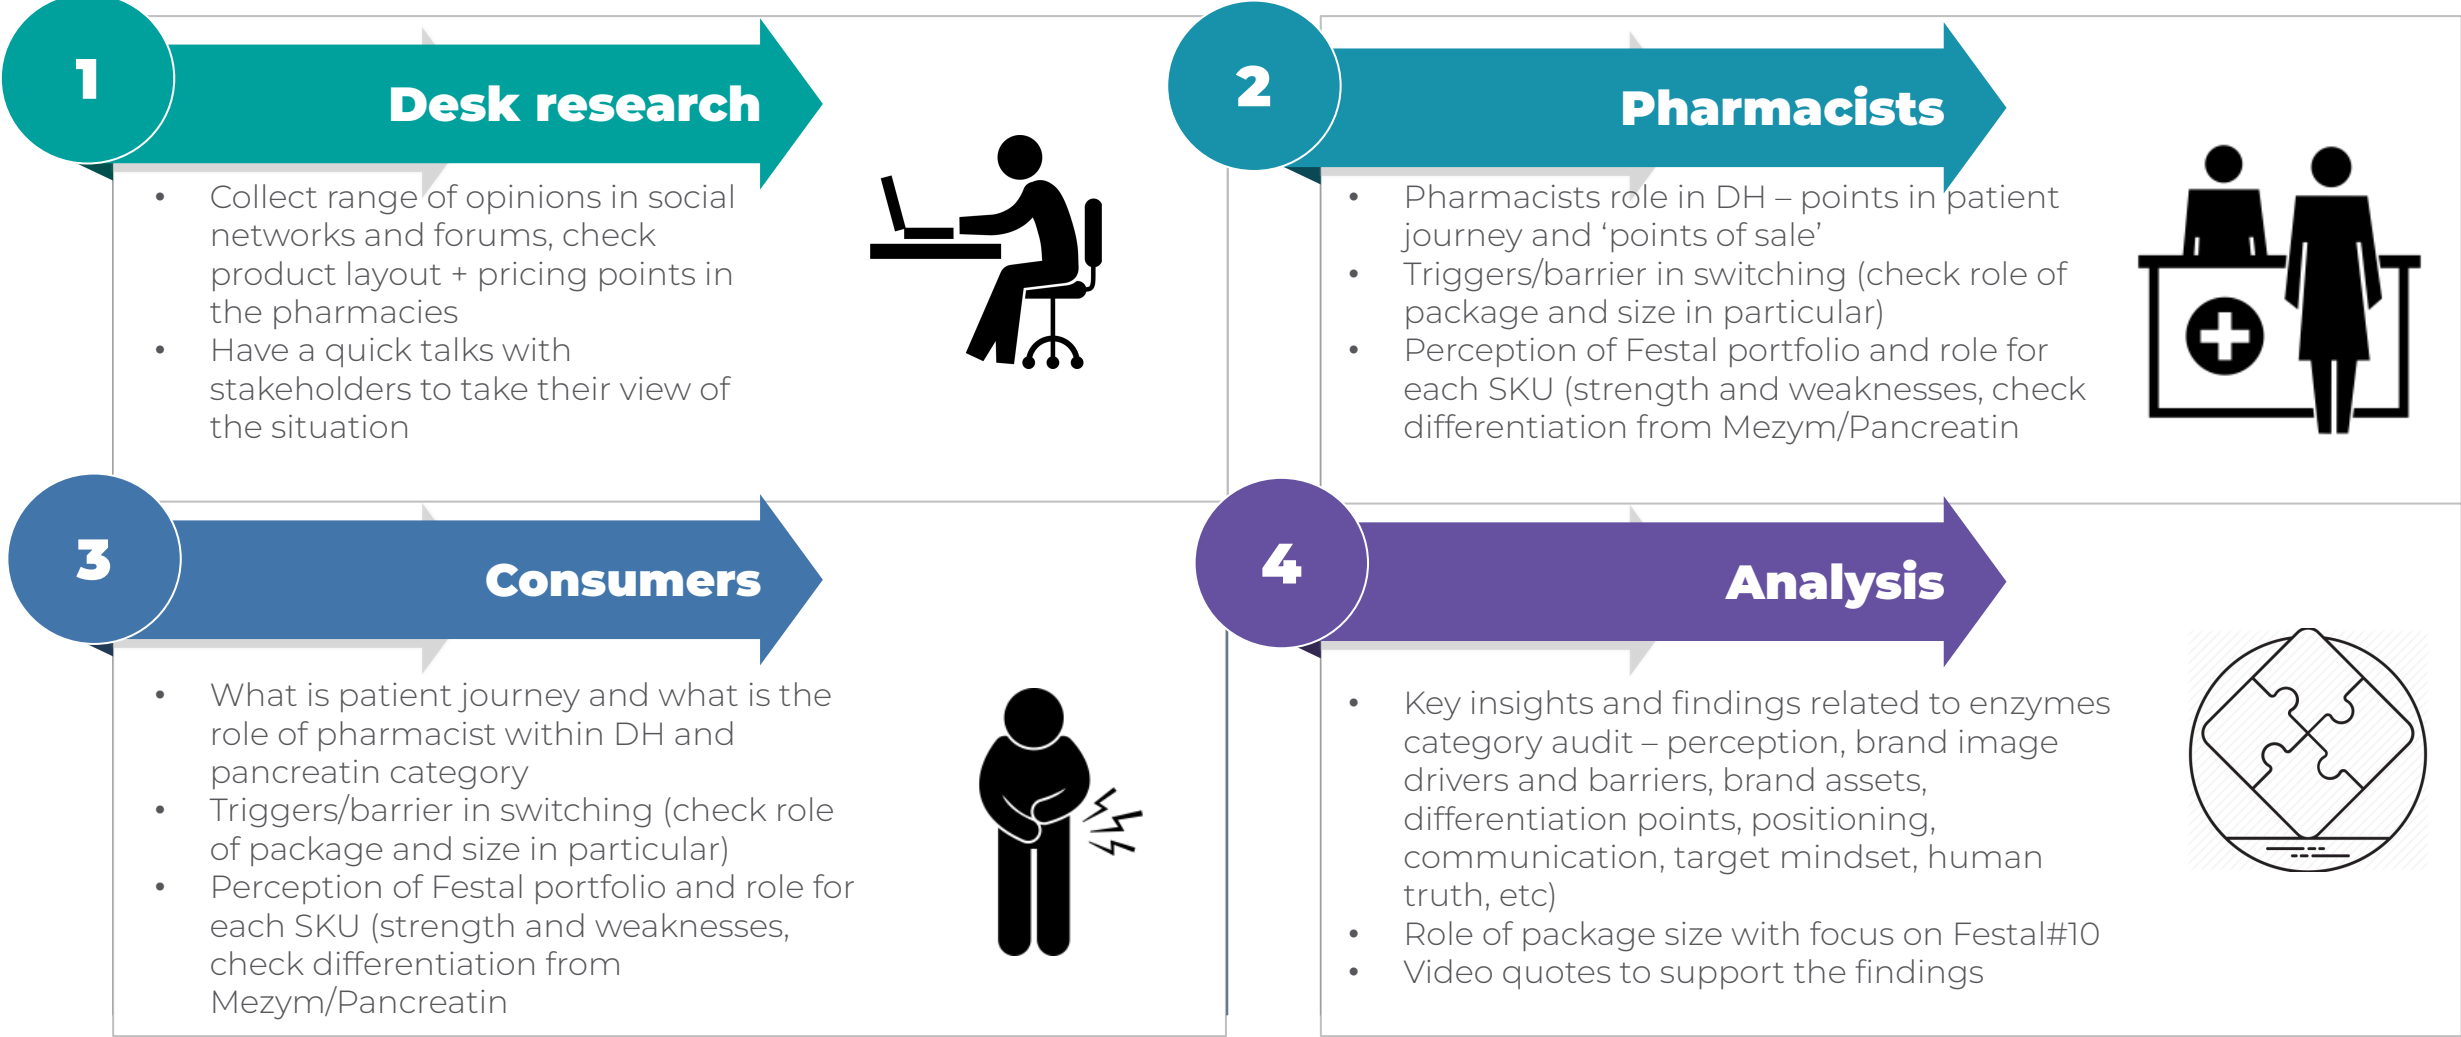 1
Desk research
• Collect range of opinions in social
networks and forums, check
product layout + pricing points in
the pharmacies
• Have a quick talks with
stakeholders to take their view of
the situation
2
Pharmacists
• Pharmacists role in DH – points in patient
journey and ‘points of sale’
• Triggers/barrier in switching (check role of
package and size in particular)
• Perception of Festal portfolio and role for
each SKU (strength and weaknesses, check
differentiation from Mezym/Pancreatin
3
Consumers
• What is patient journey and what is the
role of pharmacist within DH and
pancreatin category
• Triggers/barrier in switching (check role
of package and size in particular)
• Perception of Festal portfolio and role for
each SKU (strength and weaknesses,
check differentiation from
Mezym/Pancreatin
4
Analysis
• Key insights and findings related to enzymes
category audit – perception, brand image
drivers and barriers, brand assets,
differentiation points, positioning,
communication, target mindset, human
truth, etc)
• Role of package size with focus on Festal#10
• Video quotes to support the findings